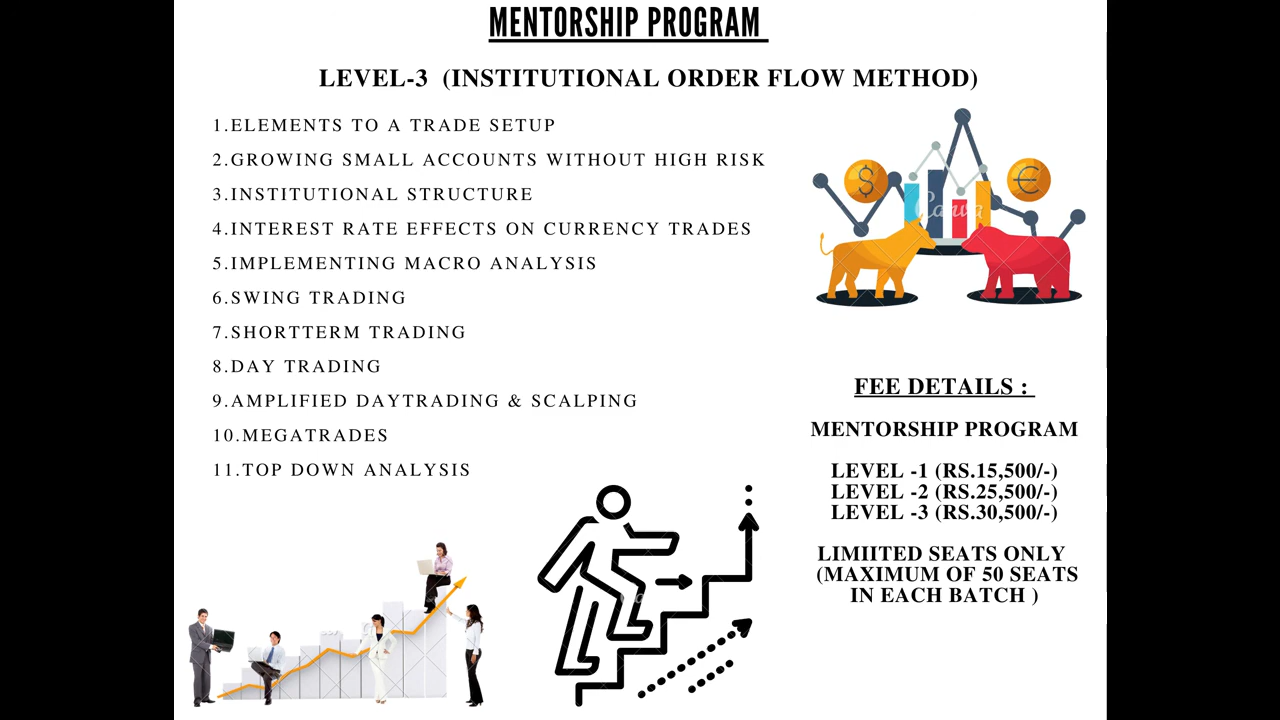 MENTORSHIP PROGRAM
LEVEL-3 (INSTITUTIONAL ORDER FLOW METHOD)
1.ELEMENTS TO A TRADE SETUP
2.GROWING SMALL ACCOUNTS WITHOUT HIGH RISK
3.INSTITUTIONAL STRUCTURE
4.INTEREST RATE EFFECTS ON CURRENCY TRADES
5.IMPLEMENTING MACRO ANALYSIS
6.SWING TRADING
7.SHORTTERM TRADING
8.DAY TRADING
9.AMPLIFIED DAYTRADING & SCALPING
10.MEGATRADES
11.TOP DOWN ANALYSIS
$
€
Canva
FEE DETAILS :
MENTORSHIP PROGRAM
LEVEL -1 (RS.15,500/-)
LEVEL -2 (RS.25,500/-)
LEVEL -3 (RS.30,500/-)
LIMIITED SEATS ONLY
(MAXIMUM OF 50 SEATS
IN EACH BATCH )